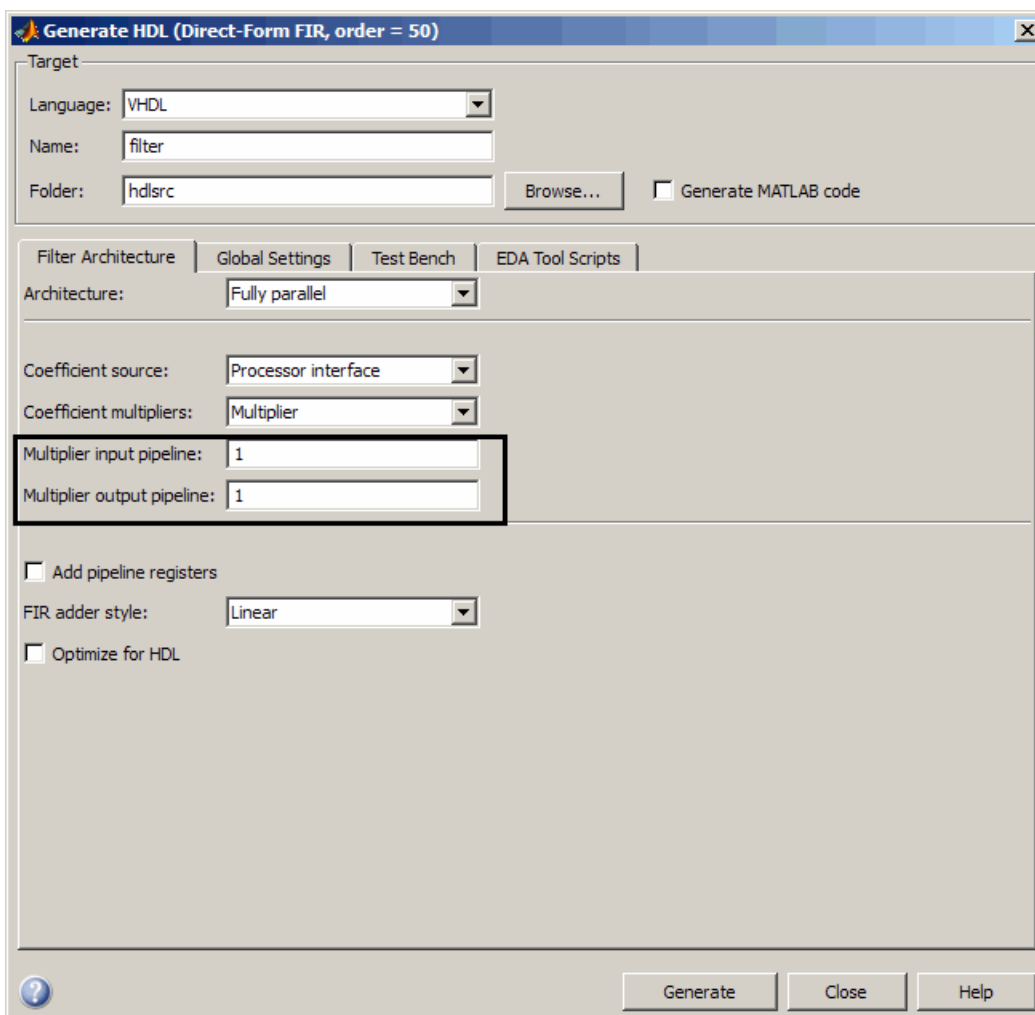 Generate HDL (Direct-Form FIR, order = 50)
Target
Language: VHDL
Name: filter
Folder: hdlsrc Browse... Generate MATLAB code
Filter Architecture Global Settings Test Bench EDA Tool Scripts
Architecture: Fully parallel
Coefficient source: Processor interface
Coefficient multipliers: Multiplier
Multiplier input pipeline: 1
Multiplier output pipeline: 1
Add pipeline registers
FIR adder style: Linear
Optimize for HDL
? Generate Close Help